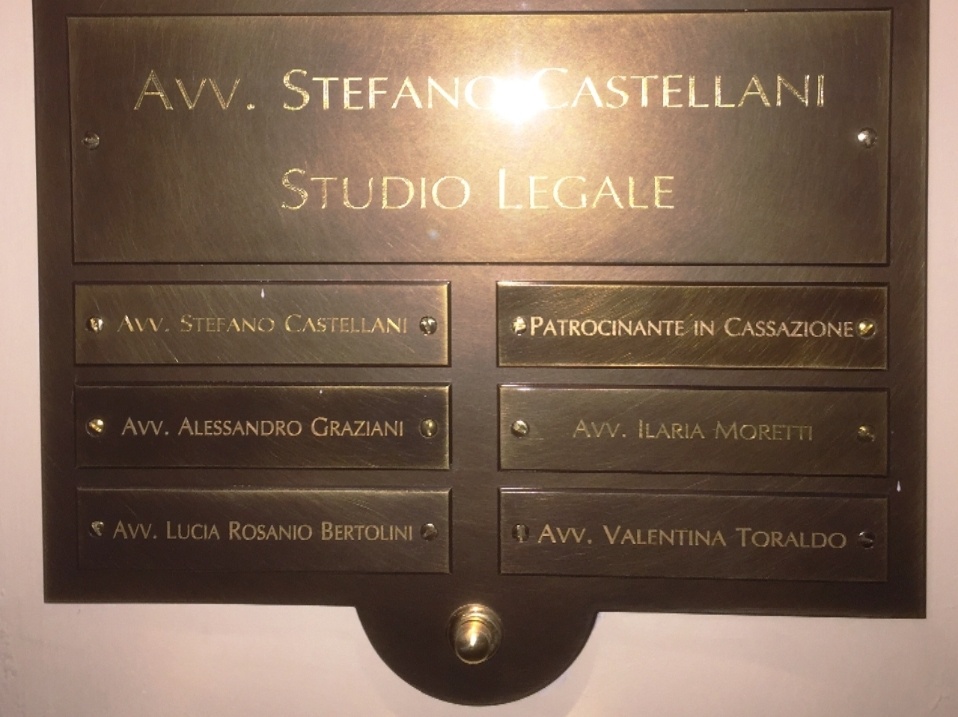 Avv. Stefano Castellani
Studio Legale
Avv. Stefano Castellani
Patrocinante in Cassazione
Avv. Alessandro Graziani
Avv. Ilaria Moretti
Avv. Lucia Rosanio Bertolini
Avv. Valentina Toraldo